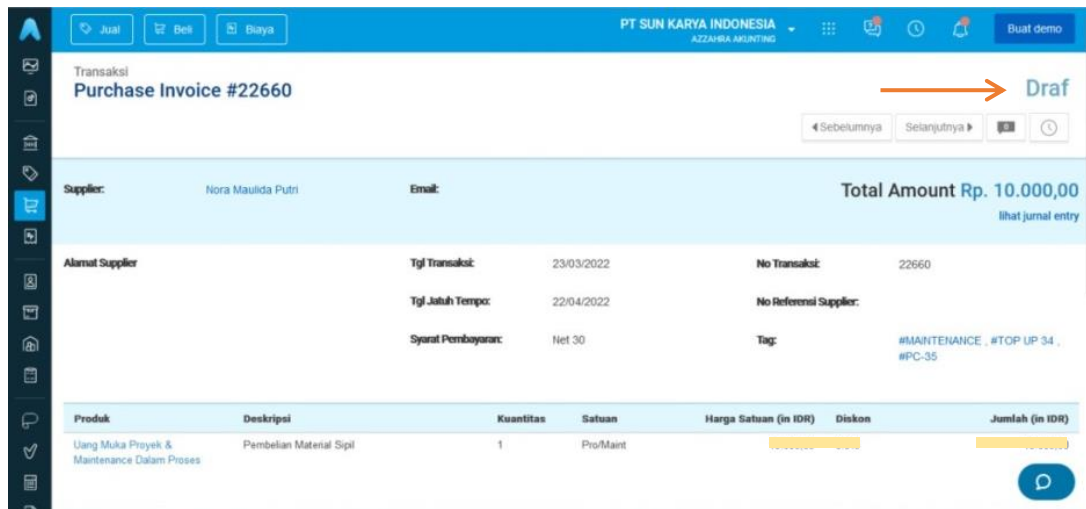 Jual Beli Biaya PT SUN KARYA INDONESIA Buat demo
AZZAHRA AKUNTING
Transaksi
Purchase Invoice #22660 Draf
Sebelumnya Selanjutnya 0
Supplier: Nora Maulida Putri Email: Total Amount Rp. 10.000,00
lihat jurnal entry
Alamat Supplier Tgl Transaksi: 23/03/2022 No Transaksi: 22660
Tgl Jatuh Tempo: 22/04/2022 No Referensi Supplier:
Syarat Pembayaran: Net 30 Tag: #MAINTENANCE , #TOP UP 34 ,
#PC-35
Produk Deskripsi Kuantitas Satuan Harga Satuan (in IDR) Diskon Jumlah (in IDR)
Uang Muka Proyek & Pembelian Material Sipil 1 Pro/Maint
Maintenance Dalam Proses